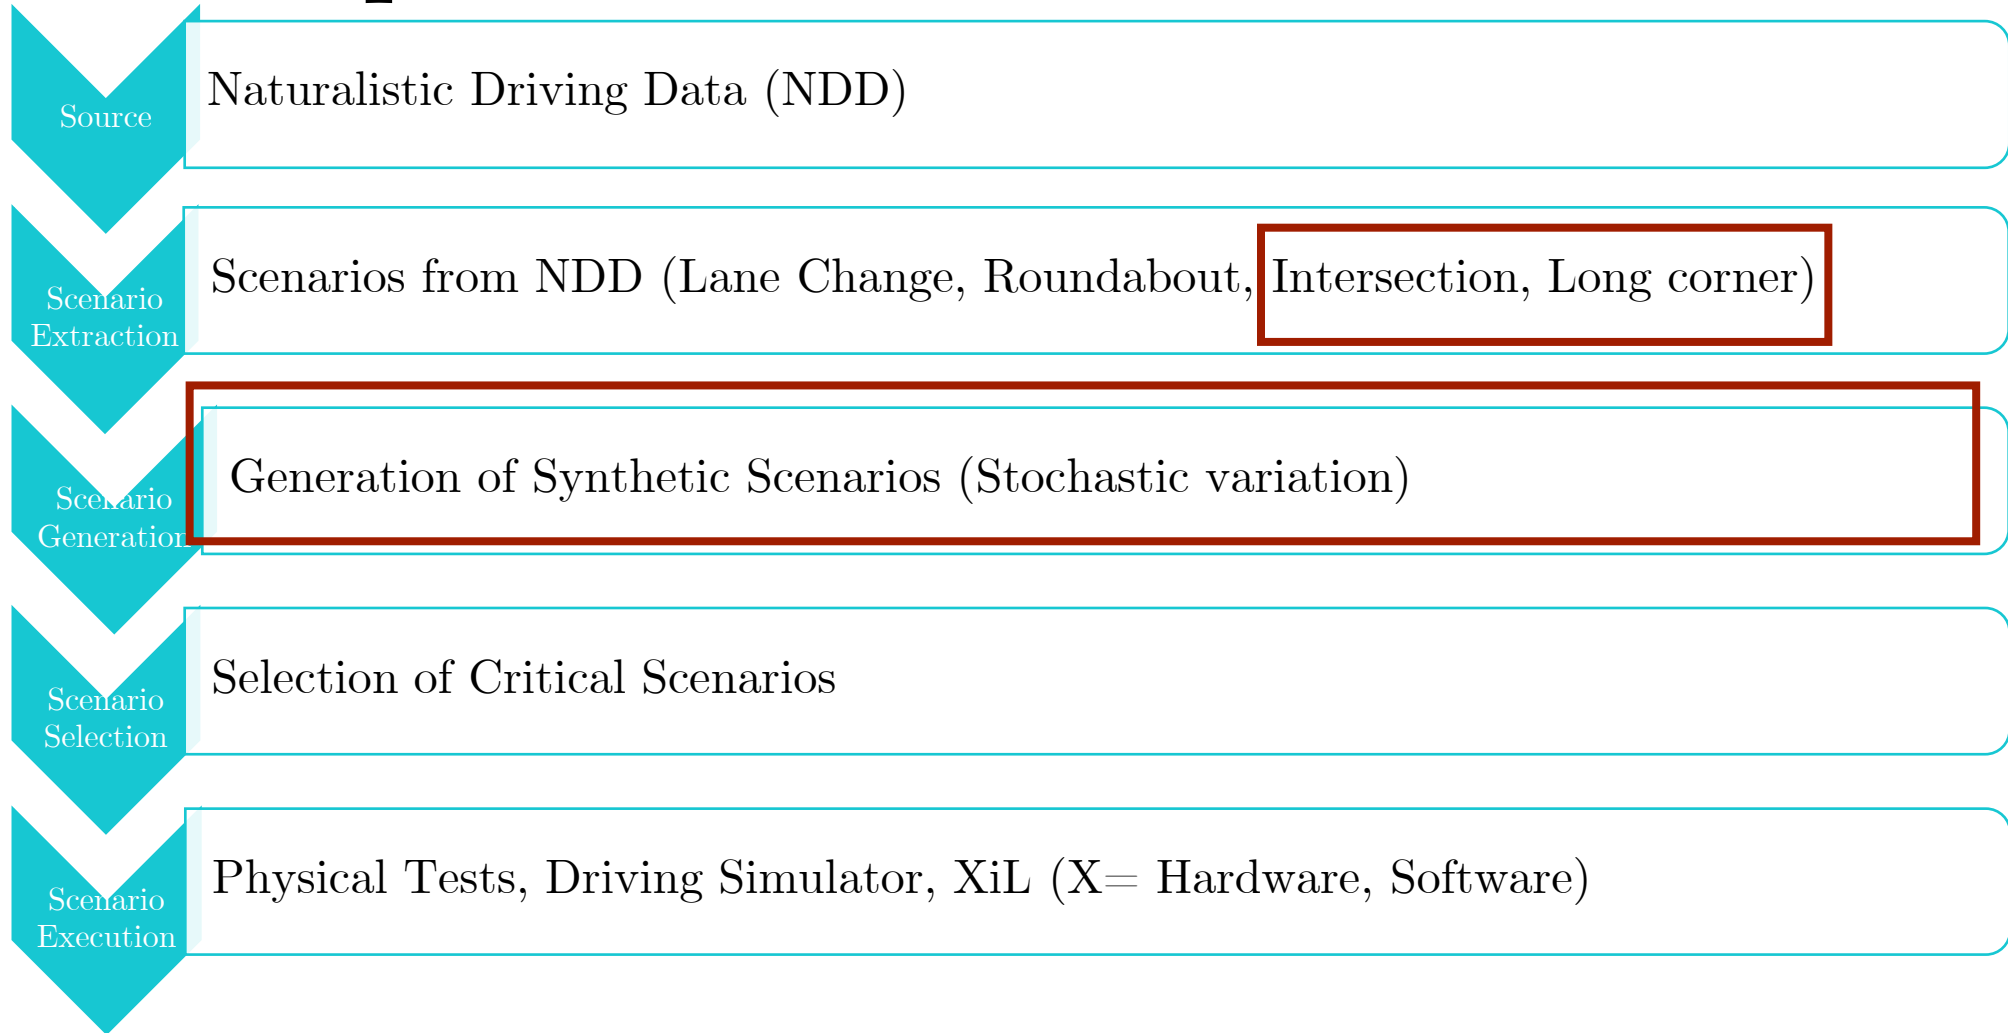 Source
Naturalistic Driving Data (NDD)
Scenario
Extraction
Scenarios from NDD (Lane Change, Roundabout, Intersection, Long corner)
Scenario
Generation
Generation of Synthetic Scenarios (Stochastic variation)
Scenario
Selection
Selection of Critical Scenarios
Scenario
Execution
Physical Tests, Driving Simulator, XiL (X= Hardware, Software)